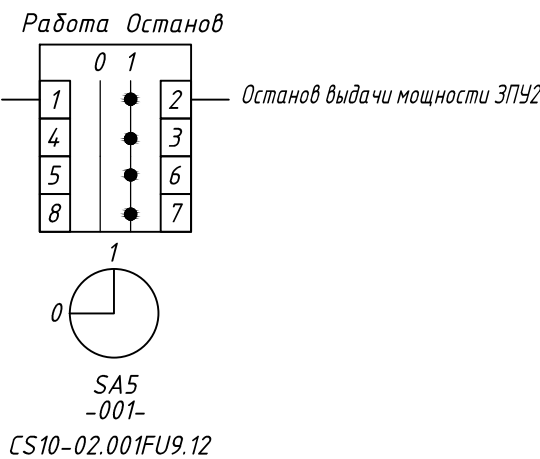 Работа Останов
0 1
1 2 Останов выдачи мощности ЗПУ2
4 3
5 6
8 7
1
0
SA5
-001-
CS10-02.001FU9.12